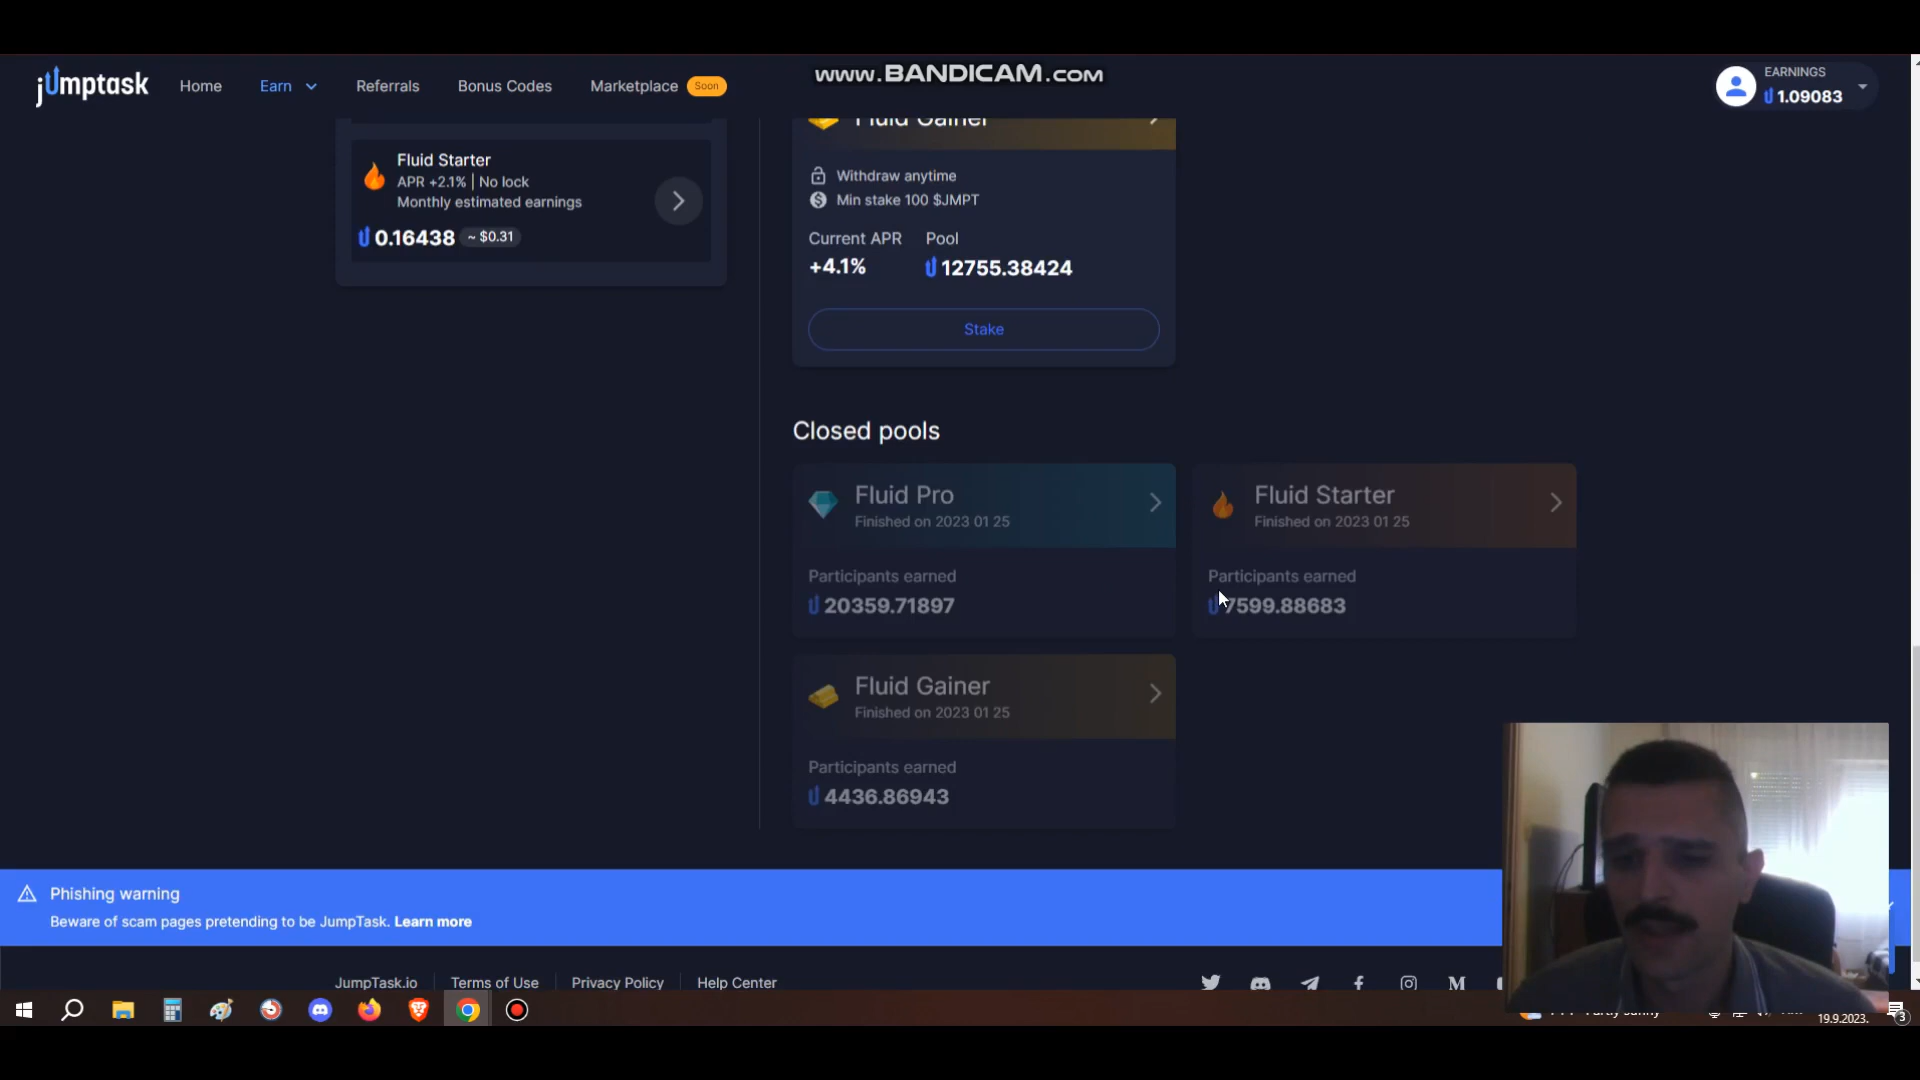 www.BANDICAM.com
jumptask
Home
Earn
Referrals
Bonus Codes
Marketplace Soon
EARNINGS
1.09083
Fluid Starter
APR +2.1% | No lock
Monthly estimated earnings
0.16438 ~ $0.31
Fluid Gainer
Withdraw anytime
Min stake 100 $JMPT
Current APR
+4.1%
Pool
12755.38424
Stake
Closed pools
Fluid Pro
Finished on 2023 01 25
Participants earned
20359.71897
Fluid Starter
Finished on 2023 01 25
Participants earned
7599.88683
Fluid Gainer
Finished on 2023 01 25
Participants earned
4436.86943
Phishing warning
Beware of scam pages pretending to be JumpTask. Learn more
JumpTask.io
Terms of Use
Privacy Policy
Help Center
19.9.2023.
3